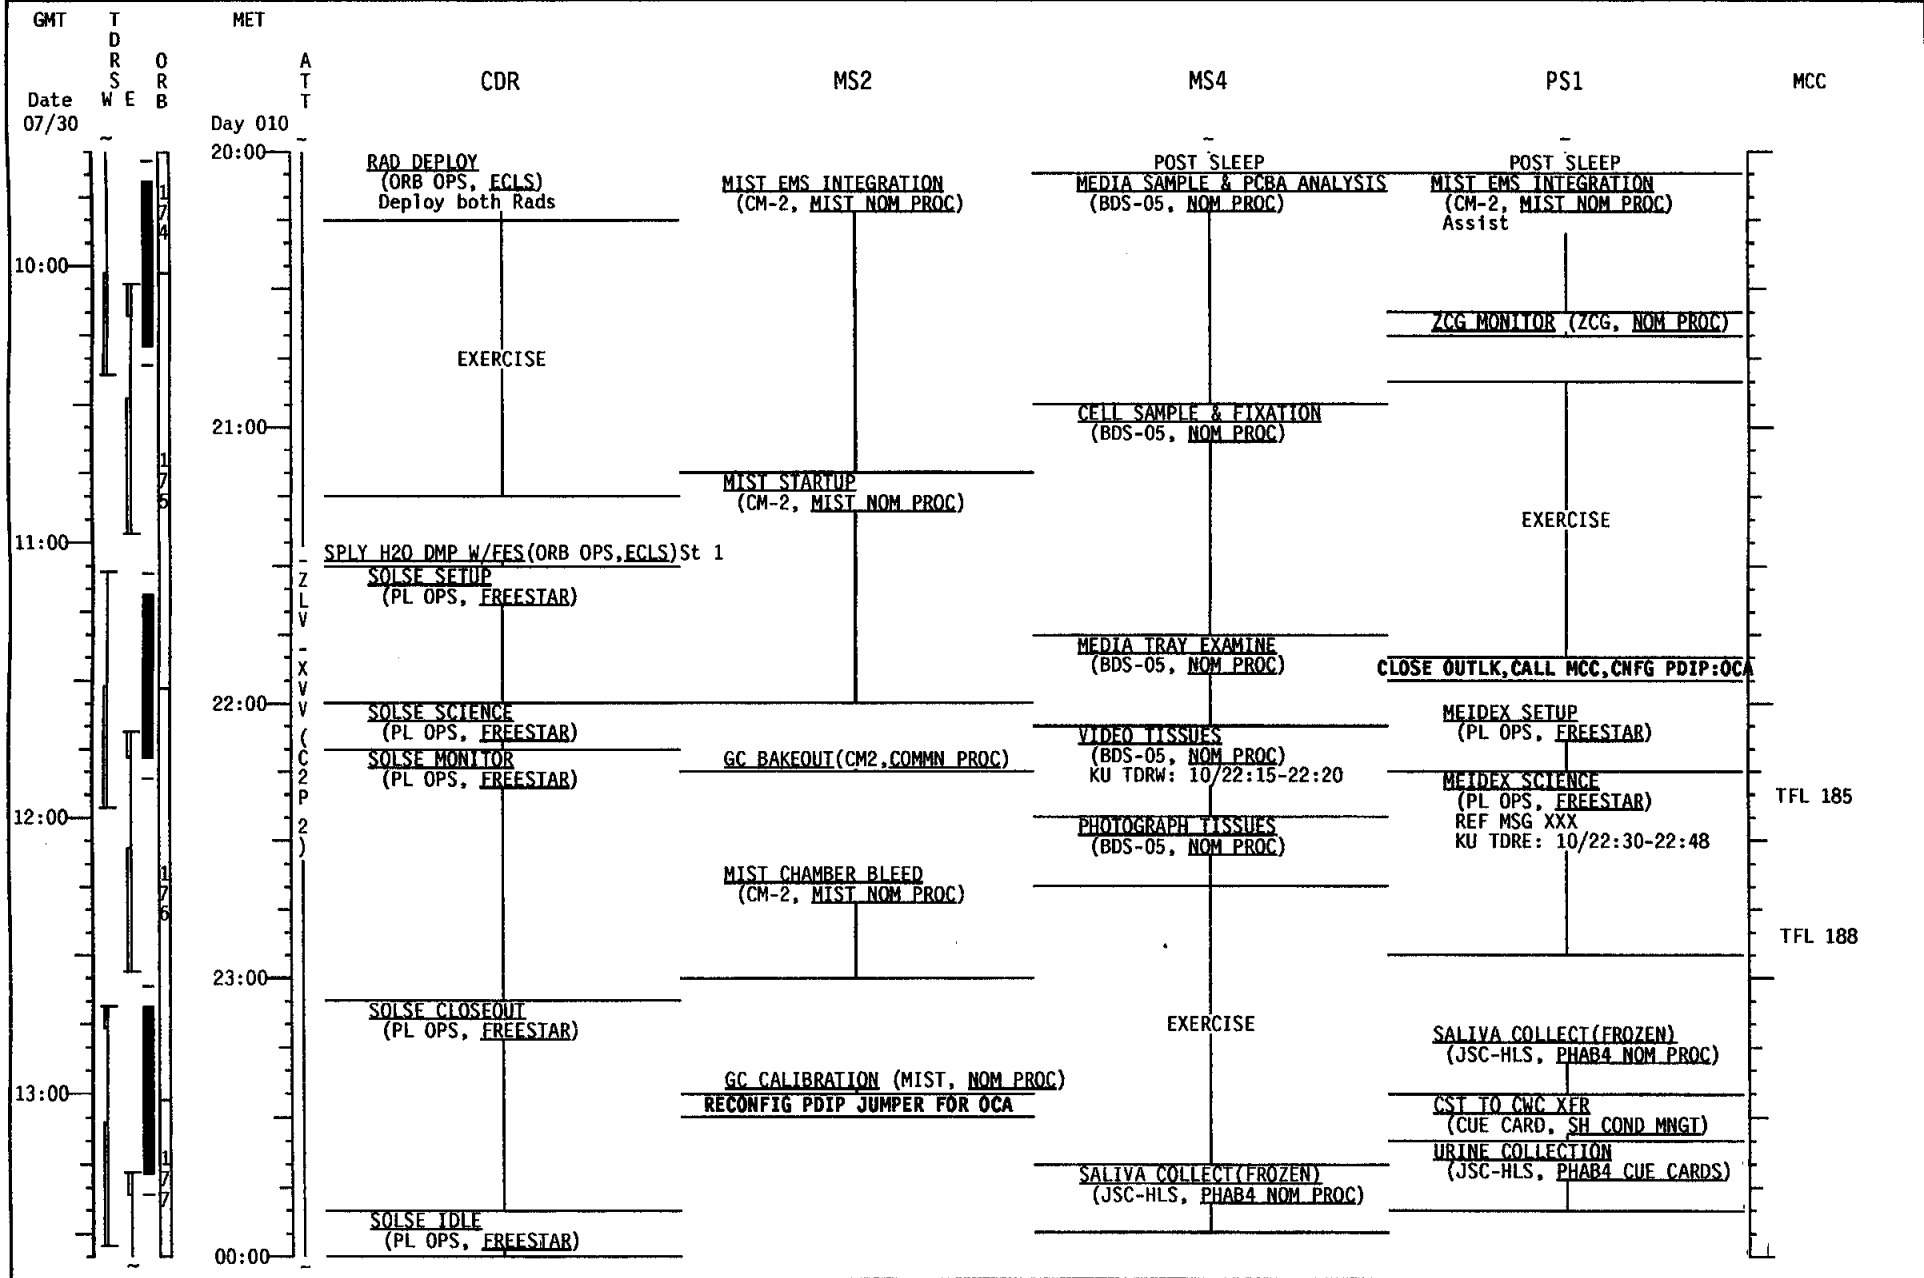 GMT
TDRS
W E
ORB
MET
ATT
CDR
MS2
MS4
PS1
MCC
Date
07/30
Day 010
20:00
21:00
22:00
23:00
00:00
10:00
11:00
12:00
13:00
174
175
176
177
-ZLV -XVV (C2P 2)
RAD DEPLOY
(ORB OPS, ECLS)
Deploy both Rads
EXERCISE
SPLY H2O DMP W/FES(ORB OPS,ECLS)St 1
SOLSE SETUP
(PL OPS, FREESTAR)
SOLSE SCIENCE
(PL OPS, FREESTAR)
SOLSE MONITOR
(PL OPS, FREESTAR)
SOLSE CLOSEOUT
(PL OPS, FREESTAR)
SOLSE IDLE
(PL OPS, FREESTAR)
MIST EMS INTEGRATION
(CM-2, MIST NOM PROC)
MIST STARTUP
(CM-2, MIST NOM PROC)
GC BAKEOUT(CM2,COMMN PROC)
MIST CHAMBER BLEED
(CM-2, MIST NOM PROC)
GC CALIBRATION (MIST, NOM PROC)
RECONFIG PDIP JUMPER FOR OCA
POST SLEEP
MEDIA SAMPLE & PCBA ANALYSIS
(BDS-05, NOM PROC)
CELL SAMPLE & FIXATION
(BDS-05, NOM PROC)
MEDIA TRAY EXAMINE
(BDS-05, NOM PROC)
VIDEO TISSUES
(BDS-05, NOM PROC)
KU TDRW: 10/22:15-22:20
PHOTOGRAPH TISSUES
(BDS-05, NOM PROC)
EXERCISE
SALIVA COLLECT(FROZEN)
(JSC-HLS, PHAB4 NOM PROC)
POST SLEEP
MIST EMS INTEGRATION
(CM-2, MIST NOM PROC)
Assist
ZCG MONITOR (ZCG, NOM PROC)
EXERCISE
CLOSE OUTLK,CALL MCC,CNFG PDIP:OCA
MEIDEX SETUP
(PL OPS, FREESTAR)
MEIDEX SCIENCE
(PL OPS, FREESTAR)
REF MSG XXX
KU TDRE: 10/22:30-22:48
SALIVA COLLECT(FROZEN)
(JSC-HLS, PHAB4 NOM PROC)
CST TO CWC XFR
(CUE CARD, SH COND MNGT)
URINE COLLECTION
(JSC-HLS, PHAB4 CUE CARDS)
TFL 185
TFL 188